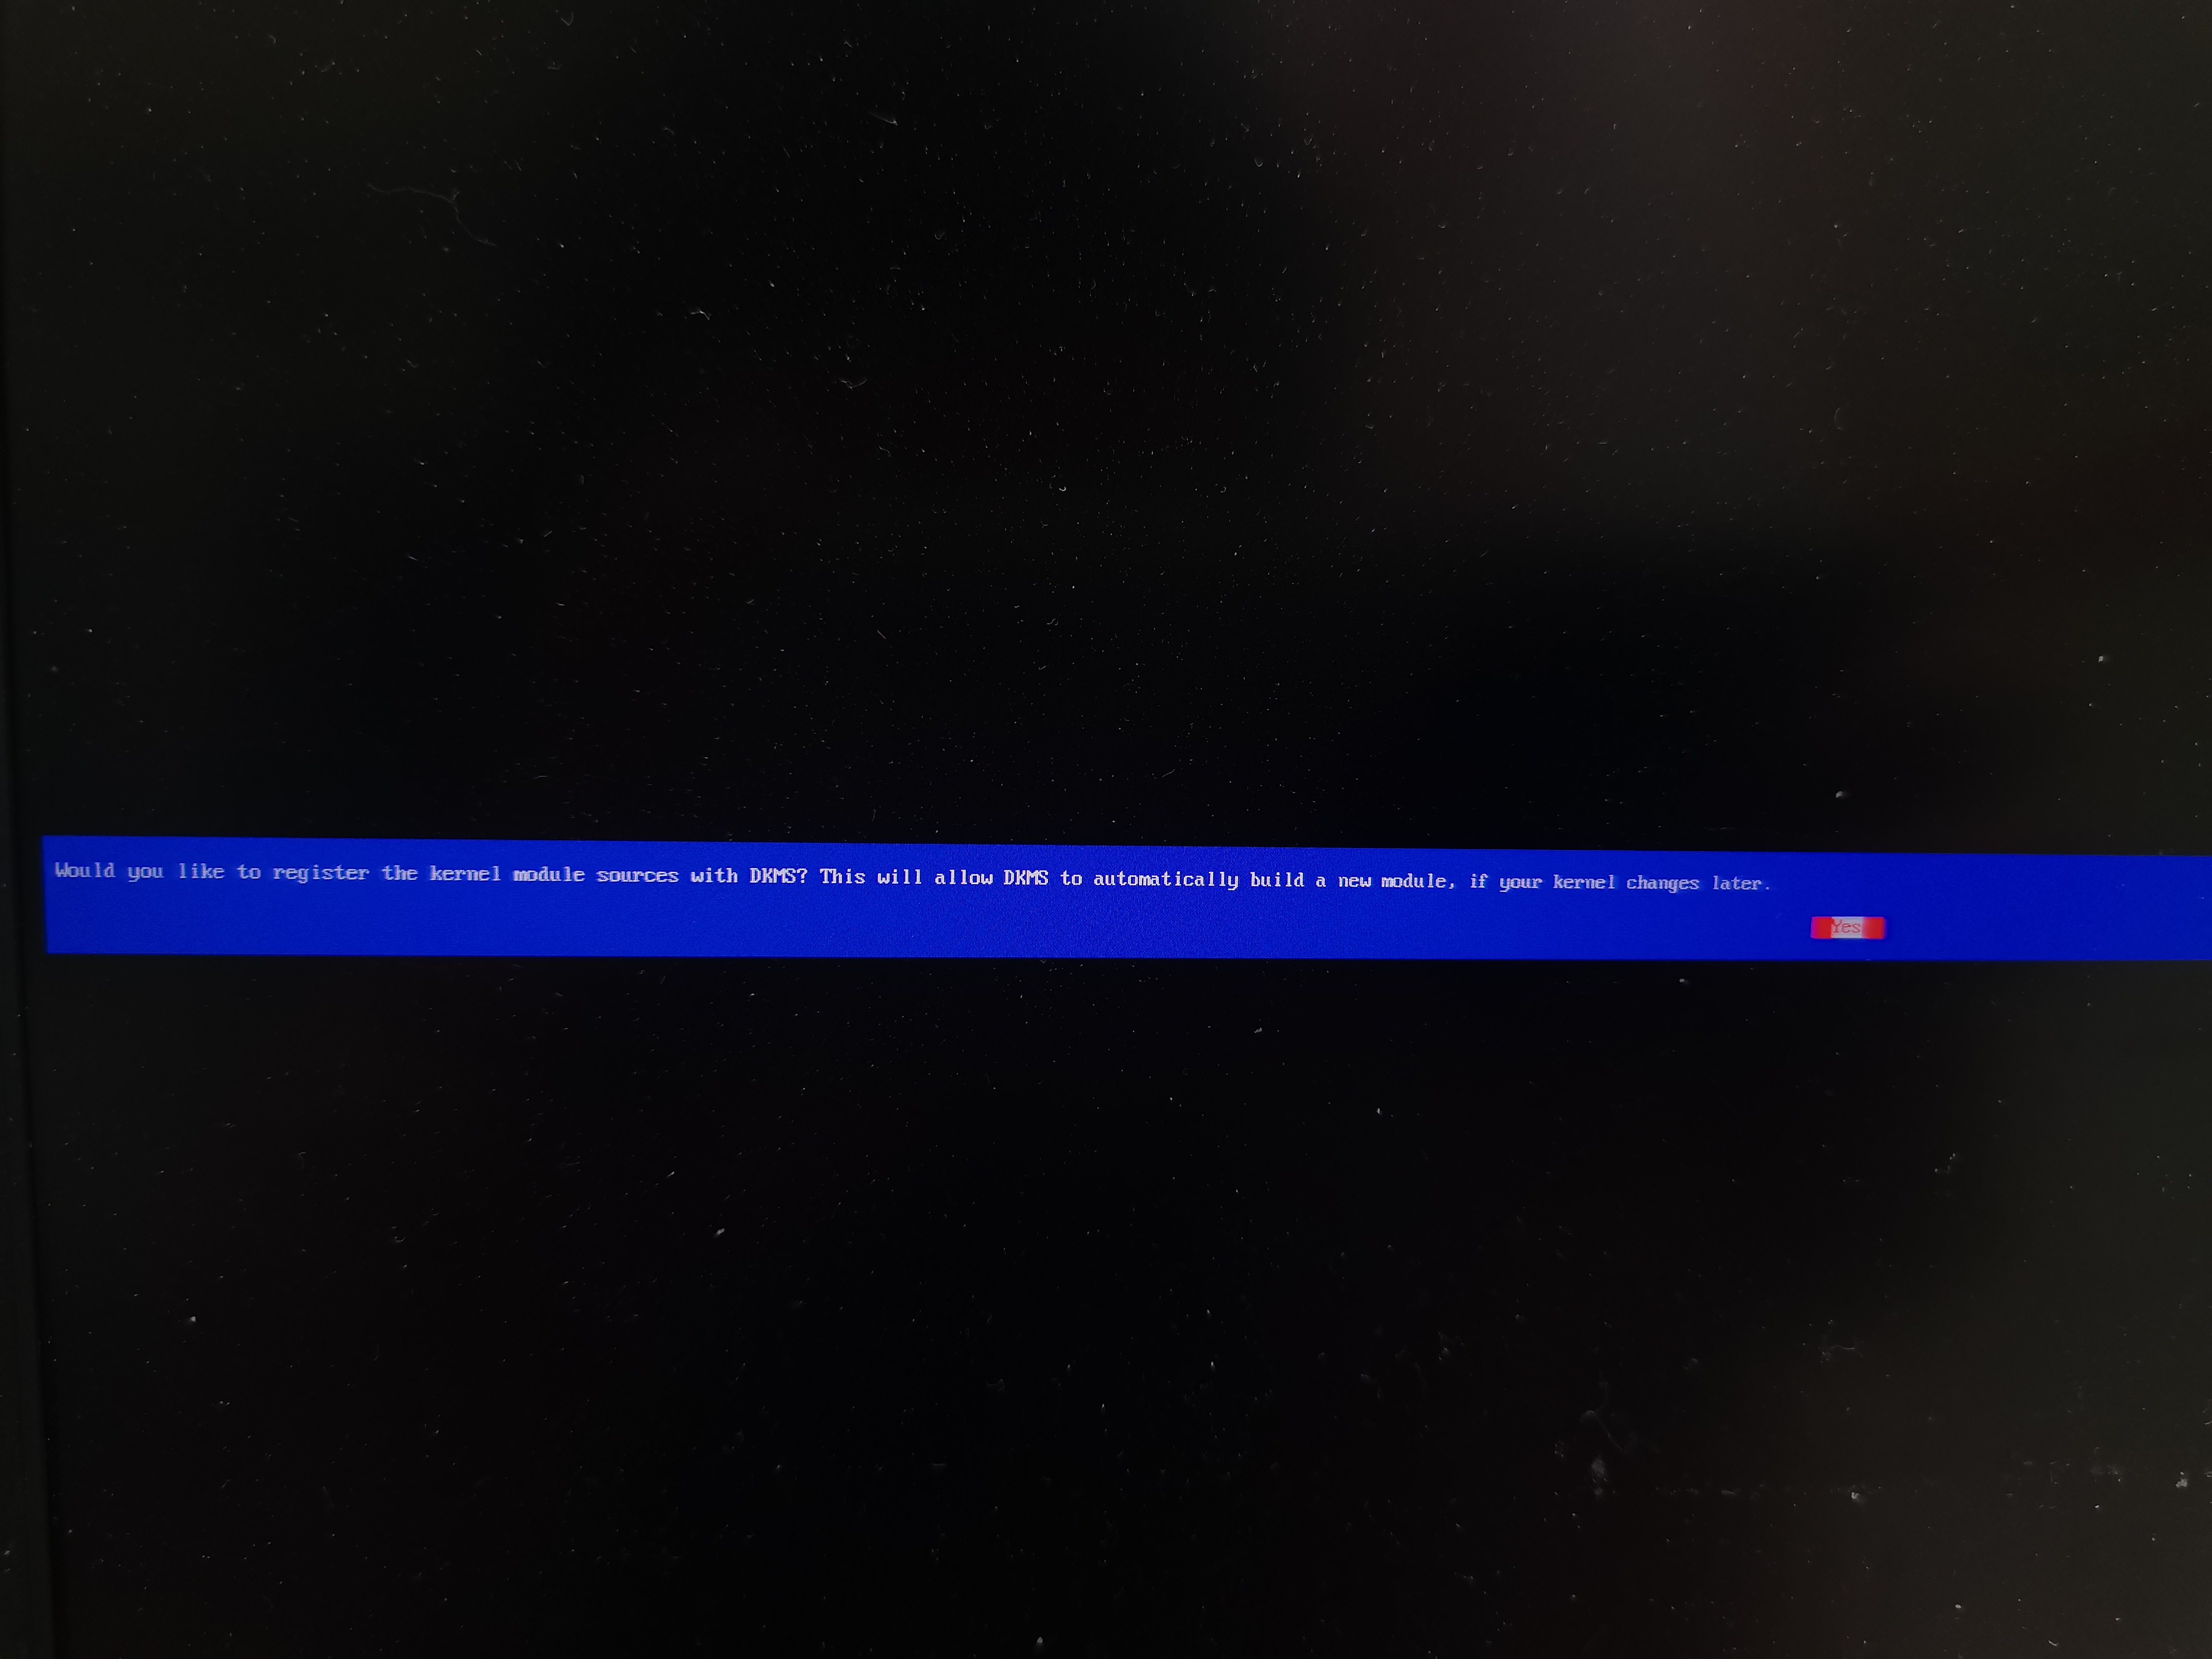 Would you like to register the kernel module sources with DKMS? This will allow DKMS to automatically build a new module, if your kernel changes later.
Yes